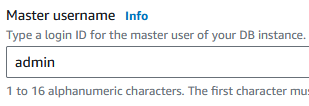 Master username Info
Type a login ID for the master user of your DB instance.
admin
1 to 16 alphanumeric characters. The first character